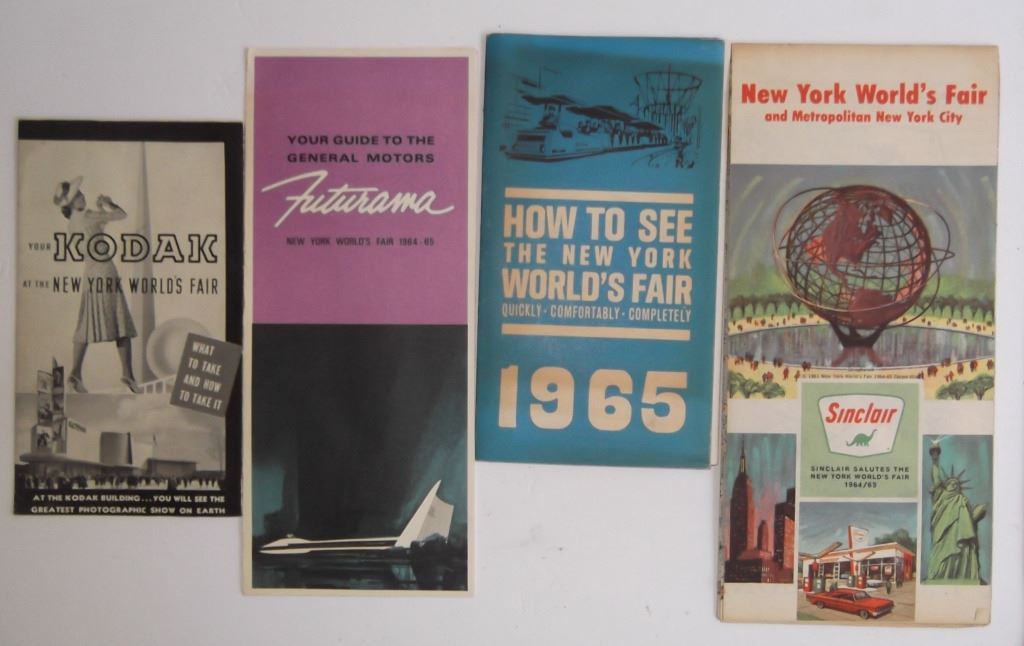 YOUR KODAK
AT THE NEW YORK WORLD'S FAIR
WHAT
TO TAKE
AND HOW
TO TAKE IT
AT THE KODAK BUILDING...YOU WILL SEE THE
GREATEST PHOTOGRAPHIC SHOW ON EARTH
YOUR GUIDE TO THE
GENERAL MOTORS
Futurama
NEW YORK WORLD'S FAIR 1964-65
HOW TO SEE
THE NEW YORK
WORLD'S FAIR
QUICKLY · COMFORTABLY · COMPLETELY
1965
New York World's Fair
and Metropolitan New York City
Sinclair
SINCLAIR SALUTES THE
NEW YORK WORLD'S FAIR
1964/65